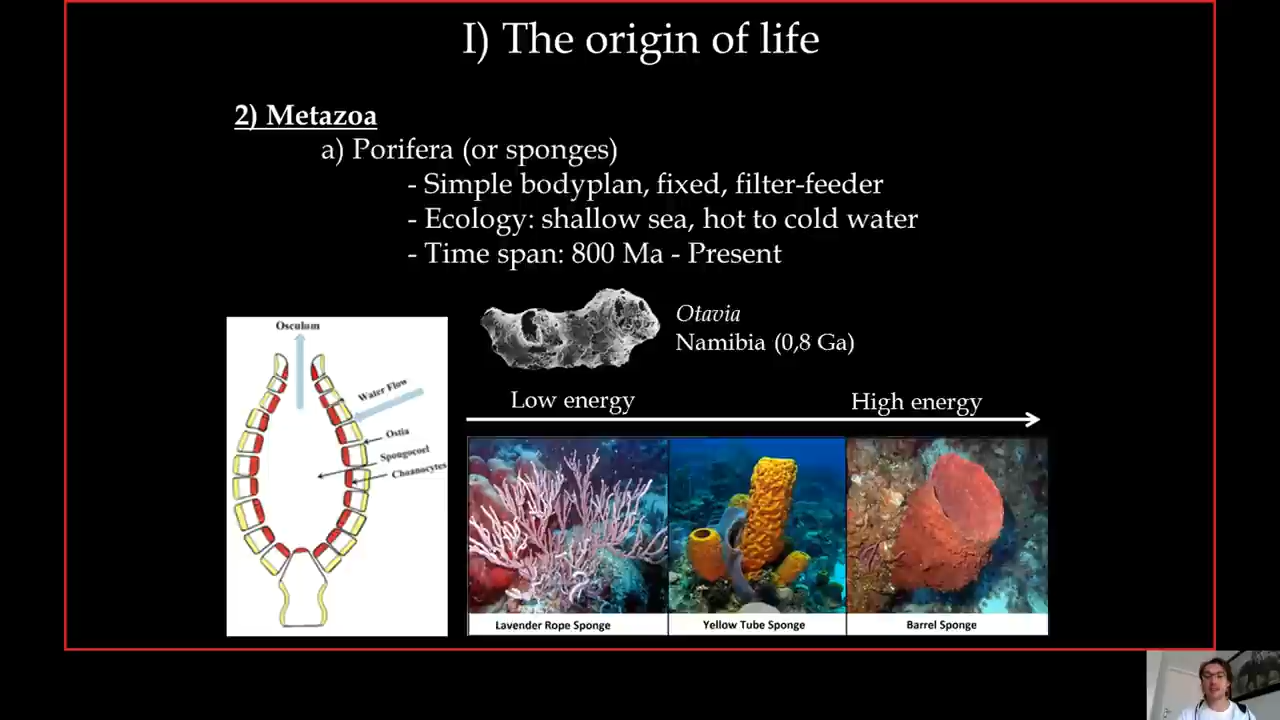 I) The origin of life
2) Metazoa
a) Porifera (or sponges)
- Simple bodyplan, fixed, filter-feeder
- Ecology: shallow sea, hot to cold water
- Time span: 800 Ma - Present
Otavia
Namibia (0,8 Ga)
Osculum
Water Flow
Ostia
Spongocoel
Choanocytes
Low energy
High energy
Lavender Rope Sponge
Yellow Tube Sponge
Barrel Sponge